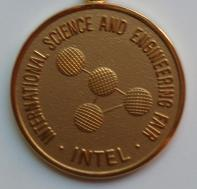 INTERNATIONAL SCIENCE AND ENGINEERING FAIR
· INTEL ·